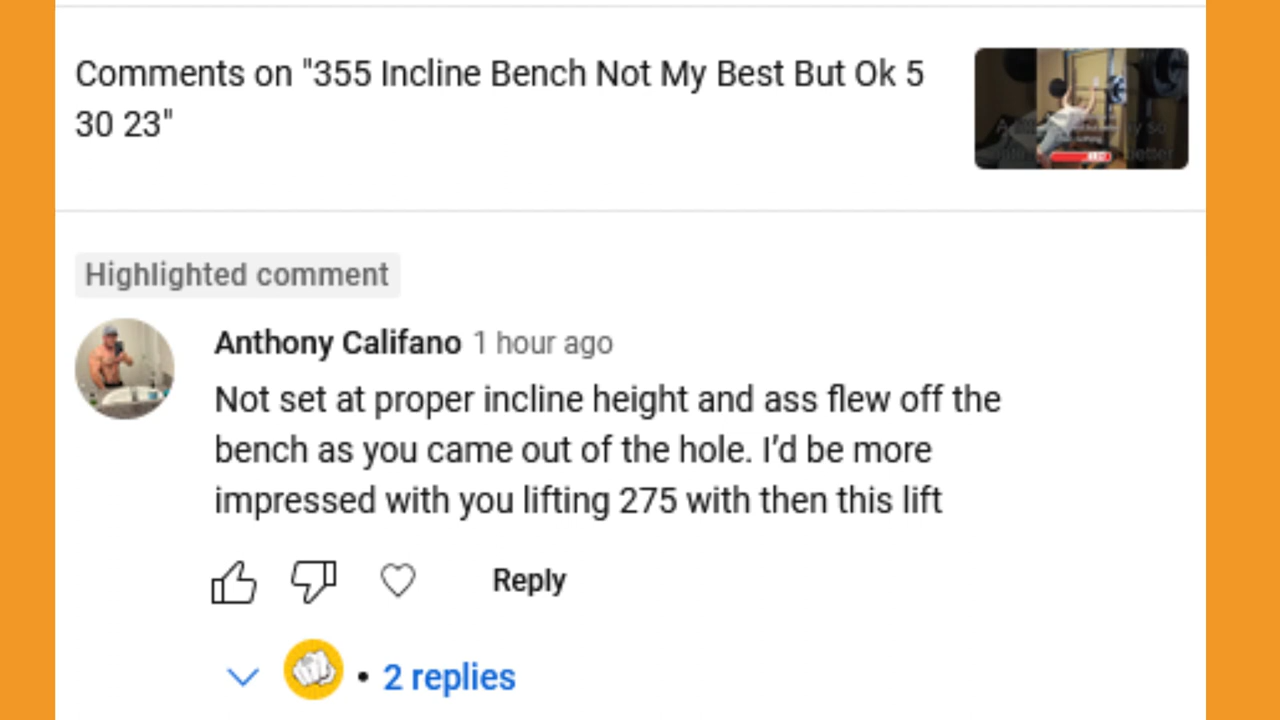 Comments on "355 Incline Bench Not My Best But Ok 5
30 23"
Highlighted comment
Anthony Califano 1 hour ago
Not set at proper incline height and ass flew off the
bench as you came out of the hole. I’d be more
impressed with you lifting 275 with then this lift
Reply
• 2 replies